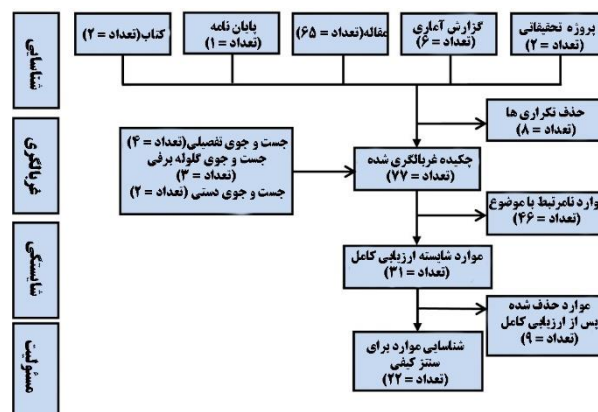 شناسایی
پروژه تحقیقاتی
(تعداد = ۲)
گزارش آماری
(تعداد = ۶)
مقاله(تعداد = ۶۵)
پایان نامه
(تعداد = ۱)
کتاب(تعداد = ۲)
حذف تکراری ها
(تعداد = ۸)
غربالگری
چکیده غربالگری شده
(تعداد = ۷۷)
جست و جوی تفصیلی(تعداد = ۴)
جست و جوی گلوله برفی
(تعداد = ۳)
جست و جوی دستی (تعداد = ۲)
موارد نامرتبط با موضوع
(تعداد = ۴۶)
شایستگی
موارد شایسته ارزیابی کامل
(تعداد = ۳۱)
موارد حذف شده
پس از ارزیابی کامل
(تعداد = ۹)
مسئولیت
شناسایی موارد برای
سنتز کیفی
(تعداد = ۲۲)